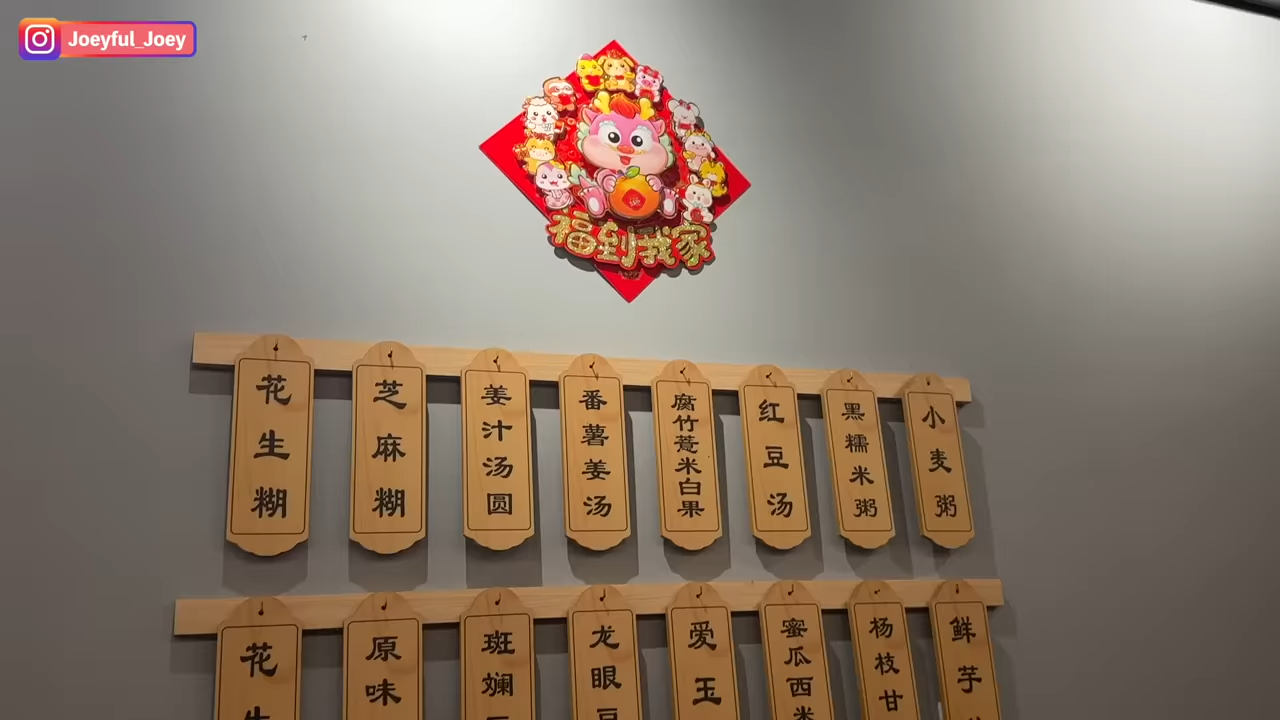 Joeyful_Joey
福到我家
花生糊
芝麻糊
姜汁汤圆
番薯姜汤
腐竹薏米白果
红豆汤
黑糯米粥
小麦粥
花生
原味
斑斓
龙眼豆
爱玉
蜜瓜西米
杨枝甘
鲜芋